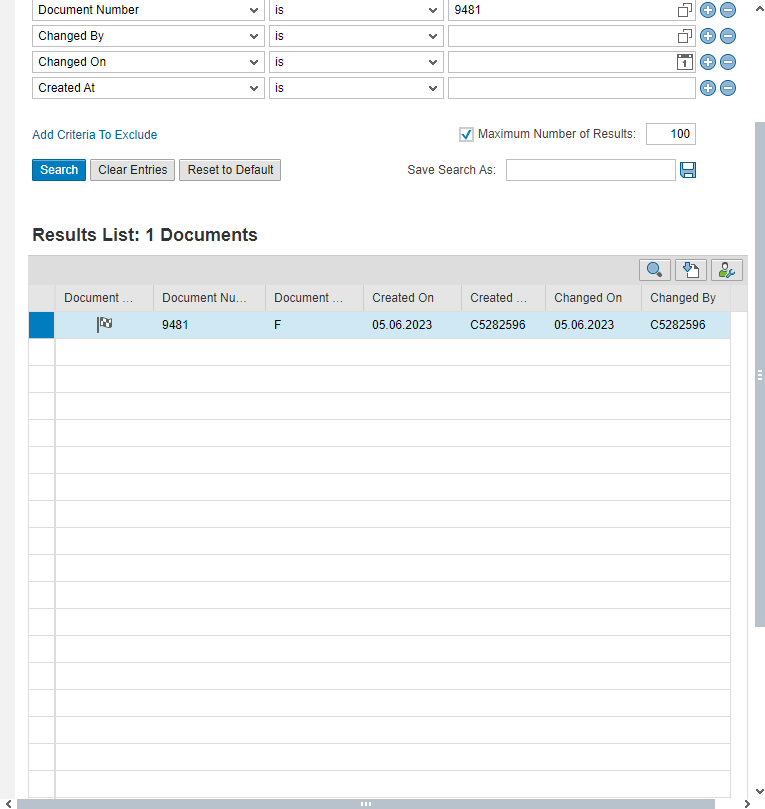 Document Number is 9481
Changed By is
Changed On is 1
Created At is
Add Criteria To Exclude Maximum Number of Results: 100
Search Clear Entries Reset to Default Save Search As:
Results List: 1 Documents
Document ... Document Nu... Document ... Created On Created ... Changed On Changed By
9481 F 05.06.2023 C5282596 05.06.2023 C5282596